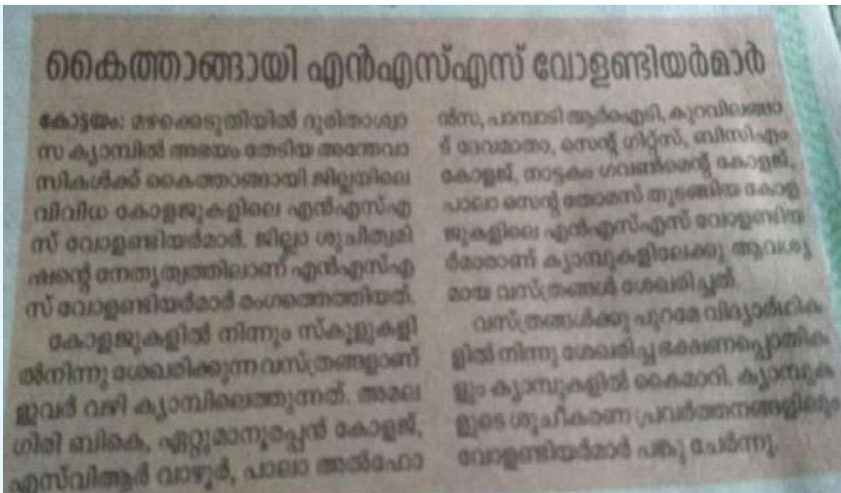 കൈത്താങ്ങായി എൻഎസ്എസ് വോളണ്ടിയർമാർ
കോട്ടയം: മഴക്കെടുതിയിൽ ദുരിതാശ്വാ
സ ക്യാമ്പിൽ അഭയം തേടിയ അന്തേവാ
സികൾക്ക് കൈത്താങ്ങായി ജില്ലയിലെ
വിവിധ കോളജുകളിലെ എൻഎസ്എ
സ് വോളണ്ടിയർമാർ. ജില്ലാ ശുചിത്വമി
ഷന്റെ നേതൃത്വത്തിലാണ് എൻഎസ്എ
സ് വോളണ്ടിയർമാർ രംഗത്തെത്തിയത്.
കോളജുകളിൽ നിന്നും സ്കൂളുകളി
ൽനിന്നു ശേഖരിക്കുന്ന വസ്ത്രങ്ങളാണ്
ഇവർ വഴി ക്യാമ്പിലെത്തുന്നത്. അമല
ഗിരി ബികെ, ഏറ്റുമാനൂരപ്പൻ കോളജ്,
എസ്‌വിആർ വാഴൂർ, പാലാ അൽഫോ
ൻസ, പാമ്പാടി ആർഐടി, കുറവിലങ്ങാ
ട് ദേവമാതാ, സെന്റ് ഗിറ്റ്സ്, ബിസിഎം
കോളജ്, നാട്ടകം ഗവൺമെന്റ് കോളജ്,
പാലാ സെന്റ് തോമസ് തുടങ്ങിയ കോള
ജുകളിലെ എൻഎസ്എസ് വോളണ്ടിയ
ർമാരാണ് ക്യാമ്പുകളിലേക്കു ആവശ്യ
മായ വസ്ത്രങ്ങൾ ശേഖരിച്ചത്.
വസ്ത്രങ്ങൾക്കു പുറമേ വിദ്യാർഥിക
ളിൽ നിന്നു ശേഖരിച്ച ഭക്ഷണപ്പൊതിക
ളും ക്യാമ്പുകളിൽ കൈമാറി. ക്യാമ്പുക
ളുടെ ശുചീകരണ പ്രവർത്തനങ്ങളിലും
വോളണ്ടിയർമാർ പങ്കു ചേർന്നു.